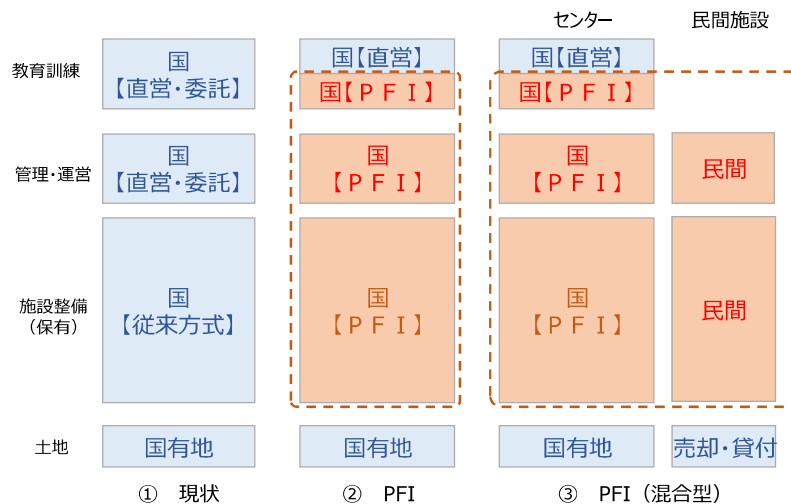 センター 民間施設
教育訓練
国
【直営・委託】
国【直営】
国【ＰＦＩ】
国【直営】
国【ＰＦＩ】
管理・運営
国
【直営・委託】
国
【ＰＦＩ】
国
【ＰＦＩ】
民間
施設整備
（保有）
国
【従来方式】
国
【ＰＦＩ】
国
【ＰＦＩ】
民間
土地
国有地
国有地
国有地
売却・貸付
① 現状
② PFI
③ PFI（混合型）